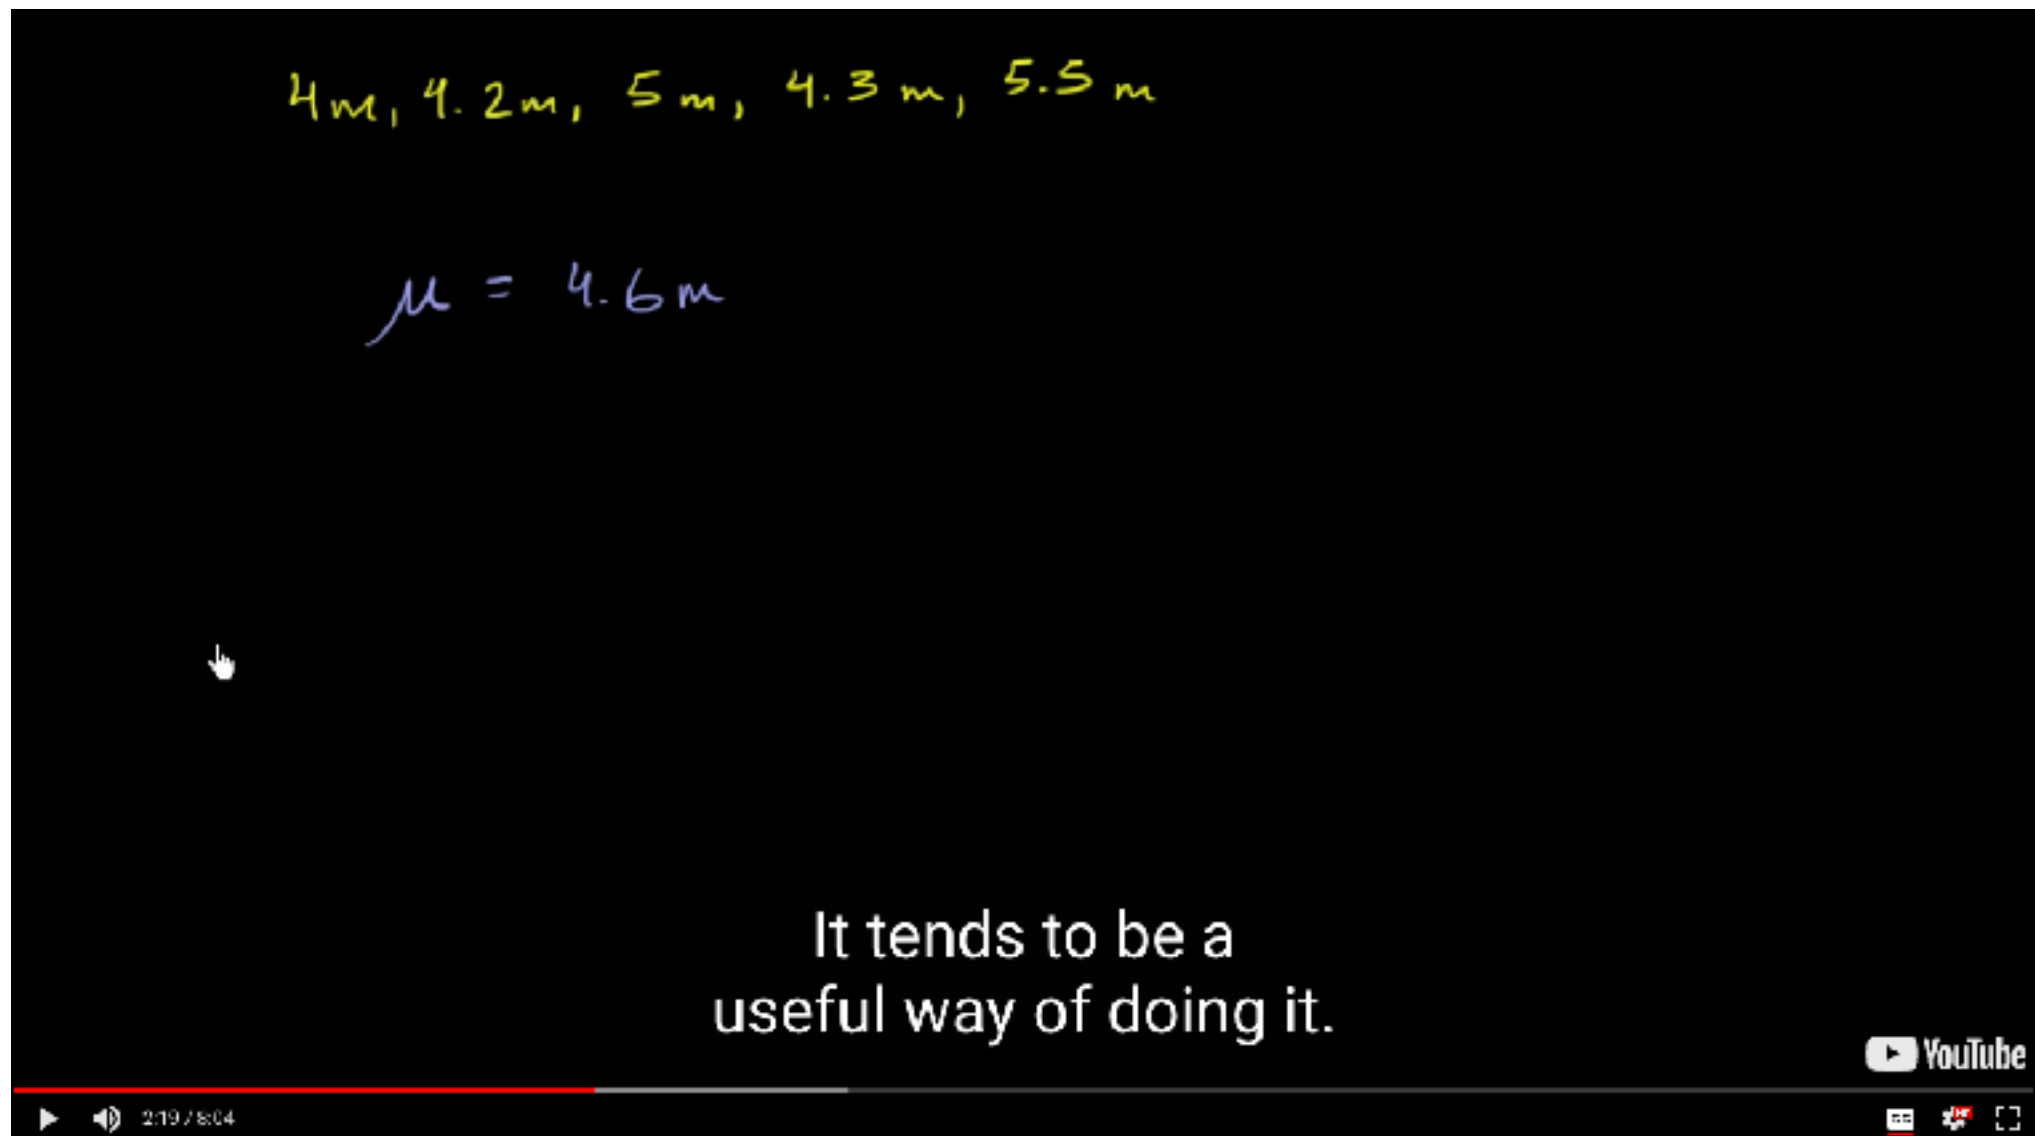 4m, 4.2m, 5m, 4.3m, 5.5m
μ = 4.6m
It tends to be a
useful way of doing it.
YouTube
2:19 / 8:04